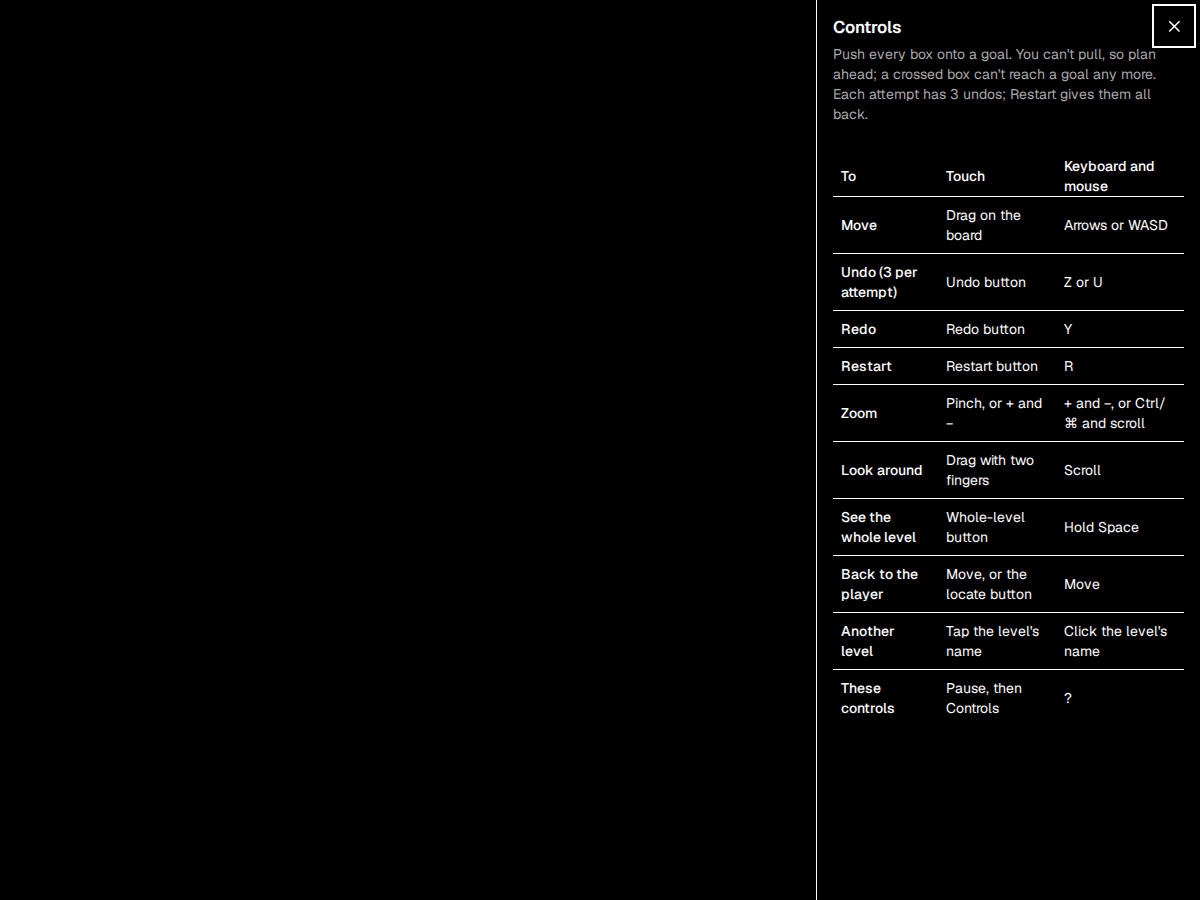 Controls
Push every box onto a goal. You can't pull, so plan
ahead; a crossed box can't reach a goal any more.
Each attempt has 3 undos; Restart gives them all
back.
To
Touch
Keyboard and
mouse
Move
Drag on the
board
Arrows or WASD
Undo (3 per
attempt)
Undo button
Z or U
Redo
Redo button
Y
Restart
Restart button
R
Zoom
Pinch, or + and
–
+ and –, or Ctrl/
⌘ and scroll
Look around
Drag with two
fingers
Scroll
See the
whole level
Whole-level
button
Hold Space
Back to the
player
Move, or the
locate button
Move
Another
level
Tap the level's
name
Click the level's
name
These
controls
Pause, then
Controls
?